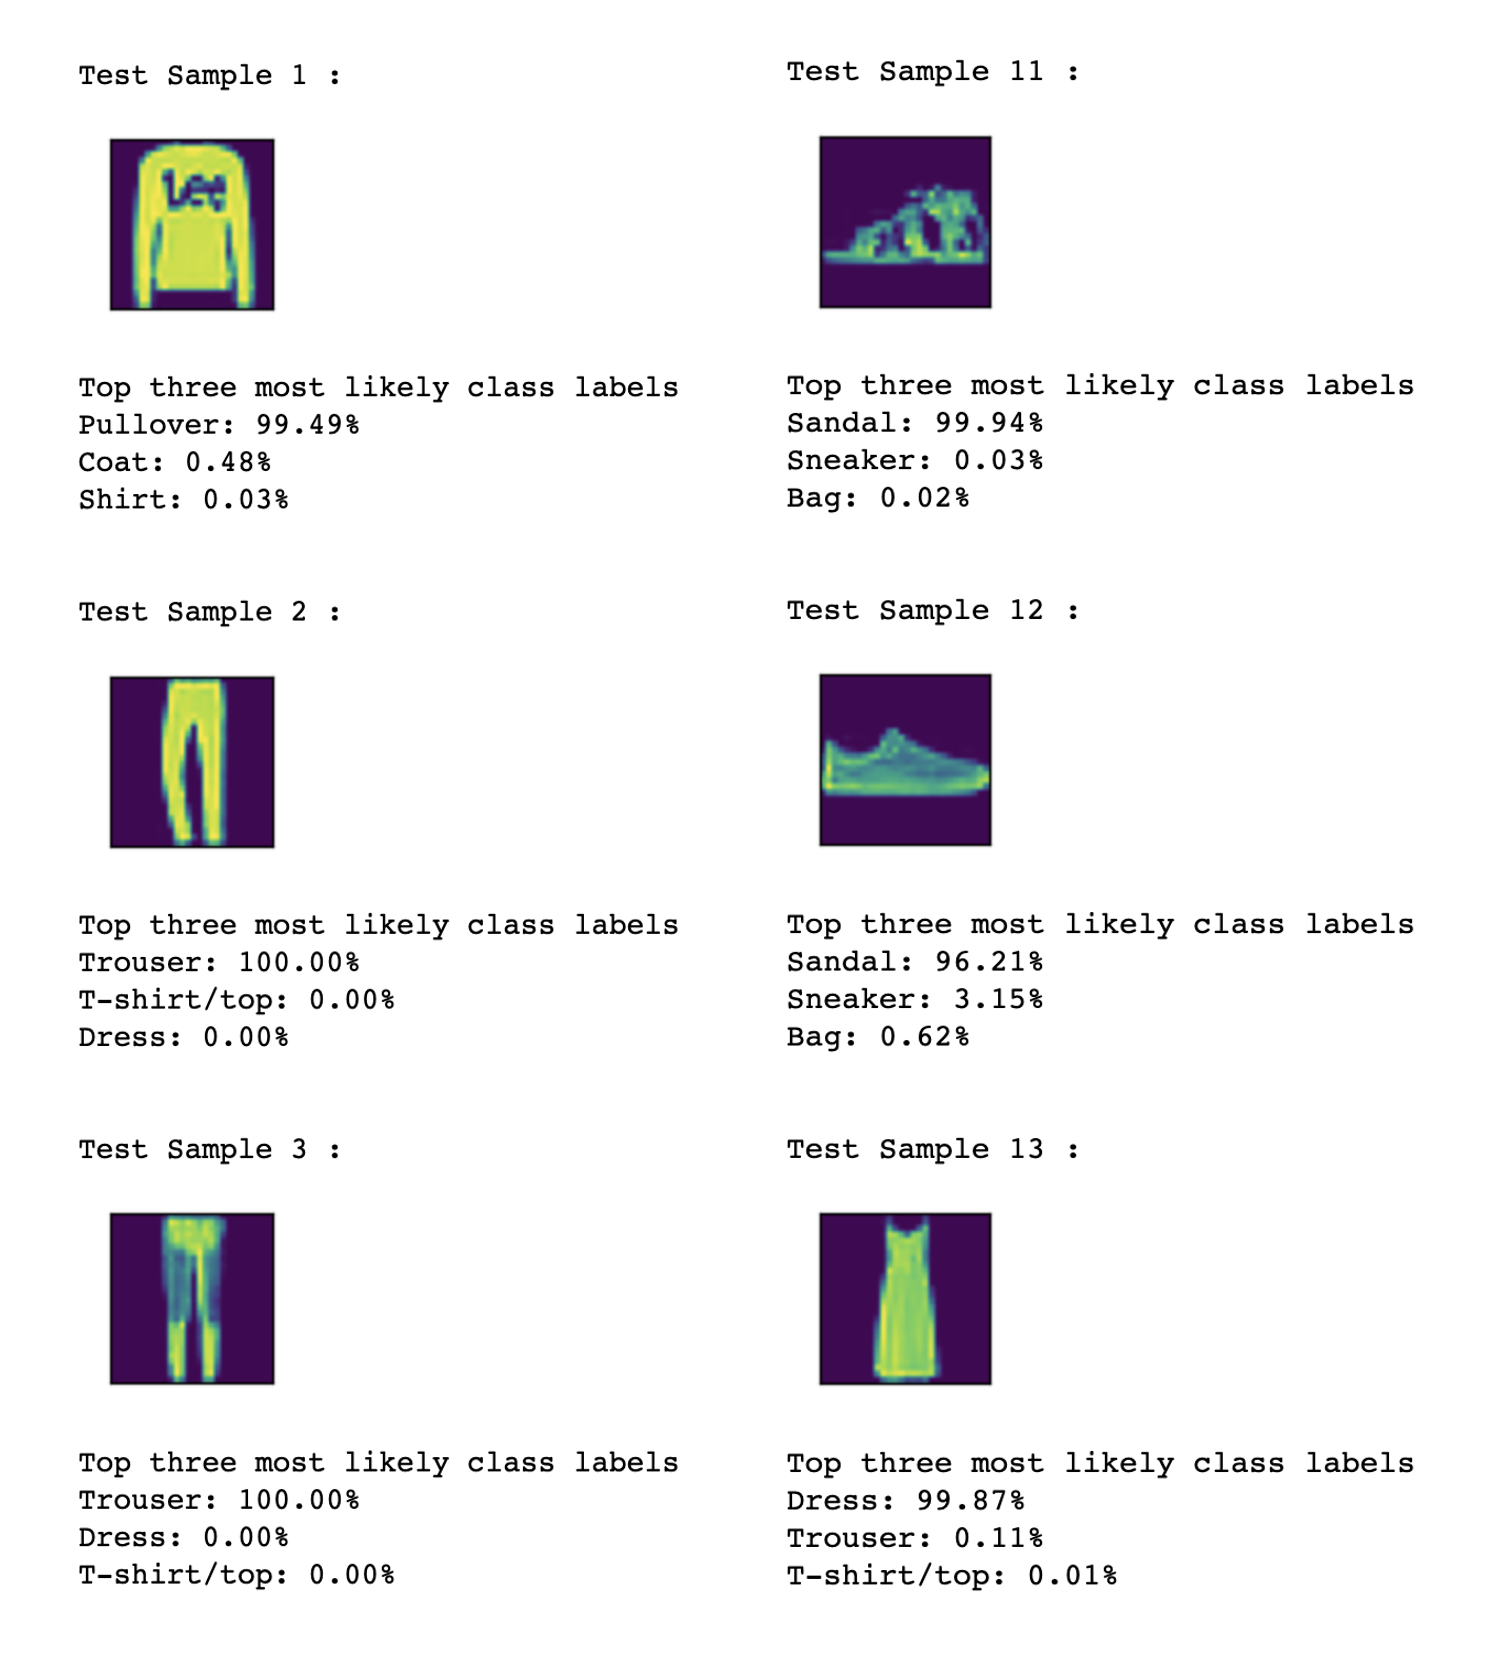 Test Sample 1 :
Lee
Top three most likely class labels
Pullover: 99.49%
Coat: 0.48%
Shirt: 0.03%
Test Sample 2 :
Top three most likely class labels
Trouser: 100.00%
T-shirt/top: 0.00%
Dress: 0.00%
Test Sample 3 :
Top three most likely class labels
Trouser: 100.00%
Dress: 0.00%
T-shirt/top: 0.00%
Test Sample 11 :
Top three most likely class labels
Sandal: 99.94%
Sneaker: 0.03%
Bag: 0.02%
Test Sample 12 :
Top three most likely class labels
Sandal: 96.21%
Sneaker: 3.15%
Bag: 0.62%
Test Sample 13 :
Top three most likely class labels
Dress: 99.87%
Trouser: 0.11%
T-shirt/top: 0.01%